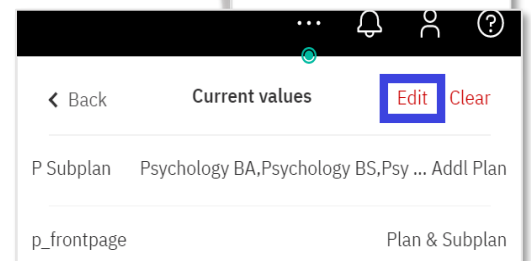 Back Current values Edit Clear
P Subplan Psychology BA,Psychology BS,Psy ... Addl Plan
p_frontpage Plan & Subplan